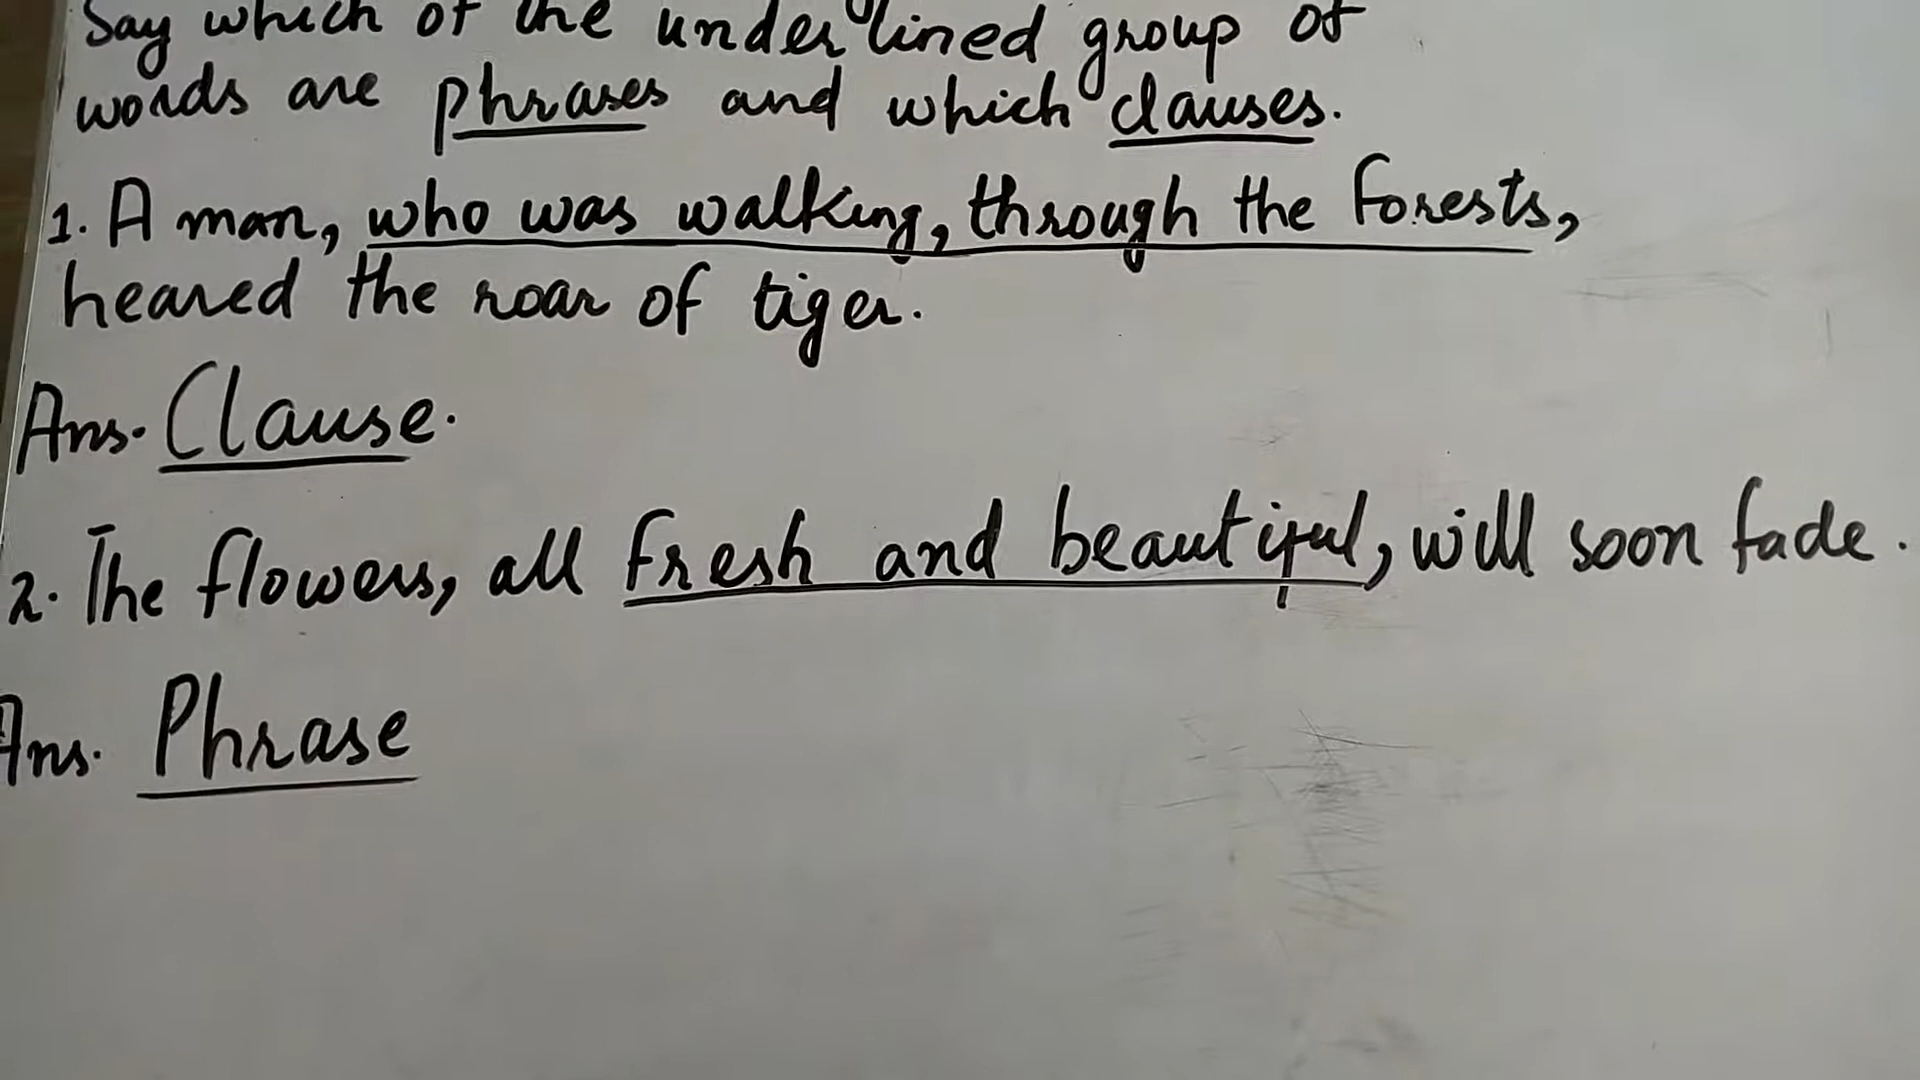 Say which of the underlined group of
words are phrases and which clauses.
1. A man, who was walking, through the forests,
heared the roar of tiger.
Ans. Clause.
2. The flowers, all fresh and beautiful, will soon fade.
Ans. Phrase